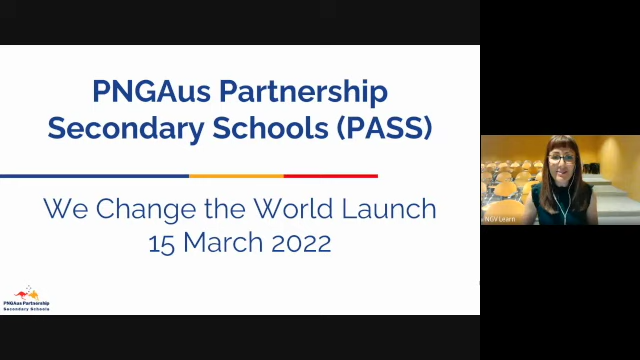 PNGAus Partnership
Secondary Schools (PASS)
We Change the World Launch
15 March 2022
PNGAus Partnership
Secondary Schools
NGV Learn